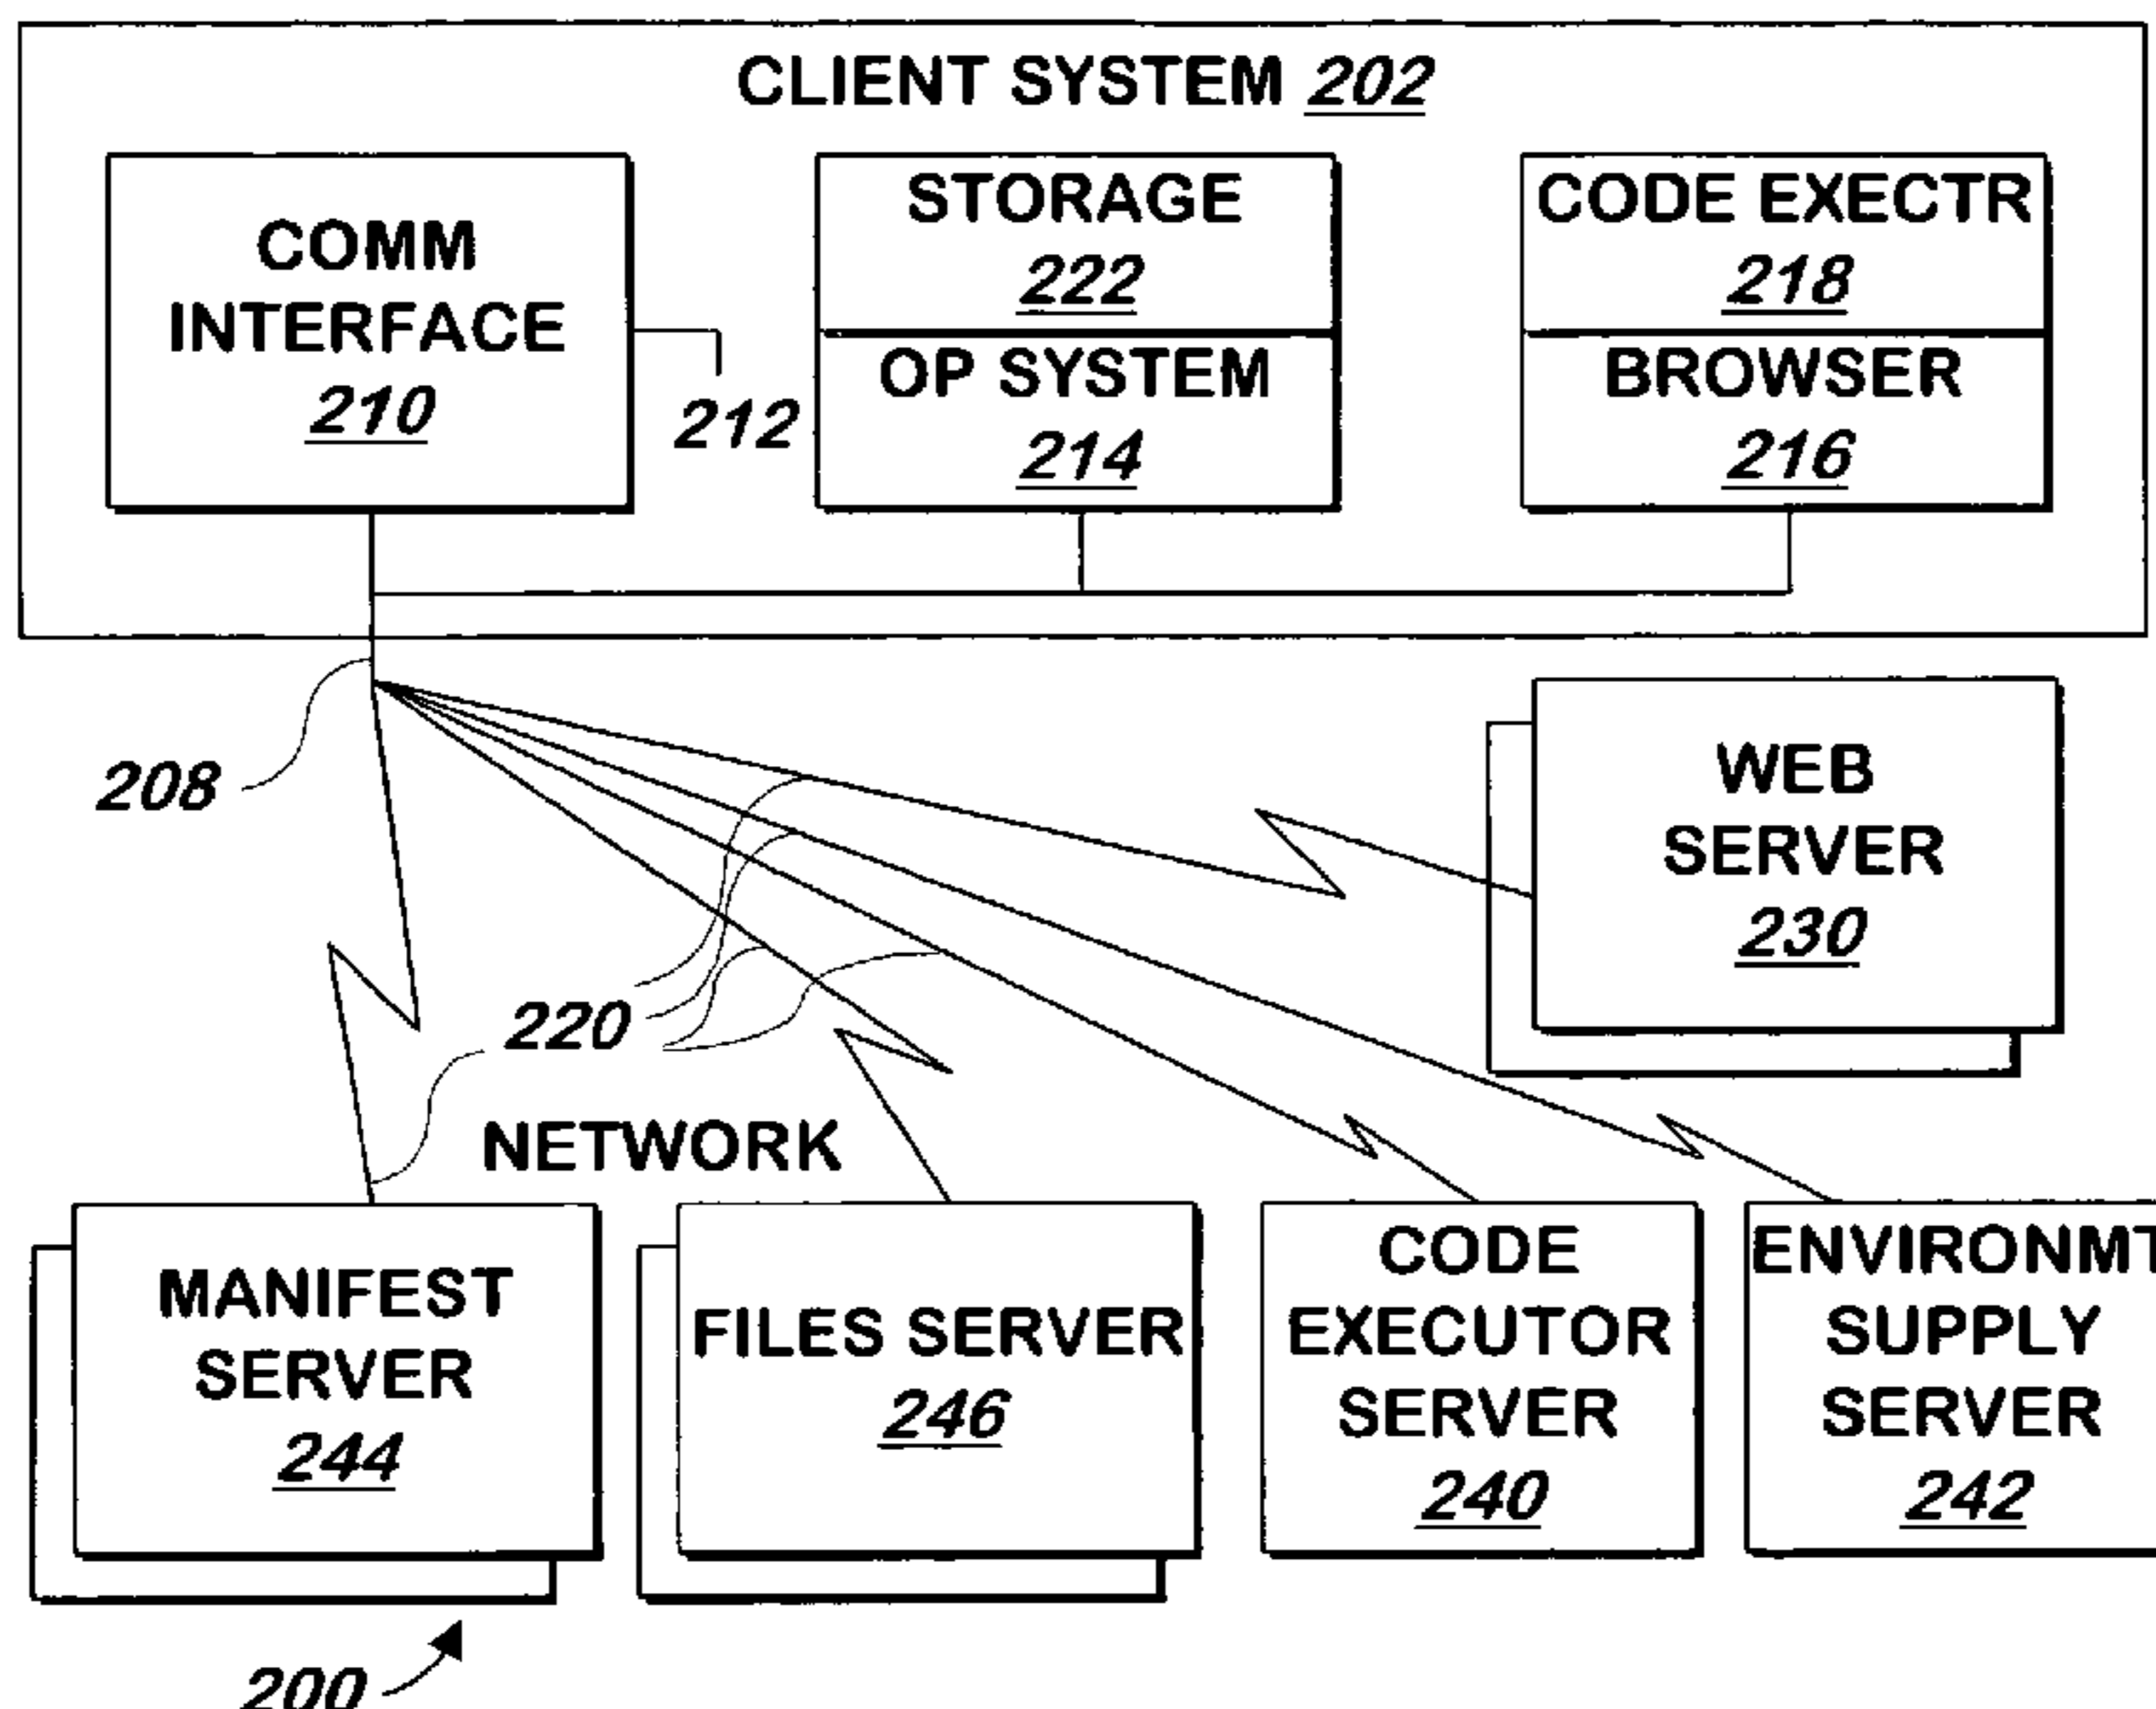 CLIENT SYSTEM 202
COMM
INTERFACE
210
212
STORAGE
222
OP SYSTEM
214
CODE EXECTR
218
BROWSER
216
208
220
NETWORK
WEB
SERVER
230
MANIFEST
SERVER
244
FILES SERVER
246
CODE
EXECUTOR
SERVER
240
ENVIRONMT
SUPPLY
SERVER
242
200